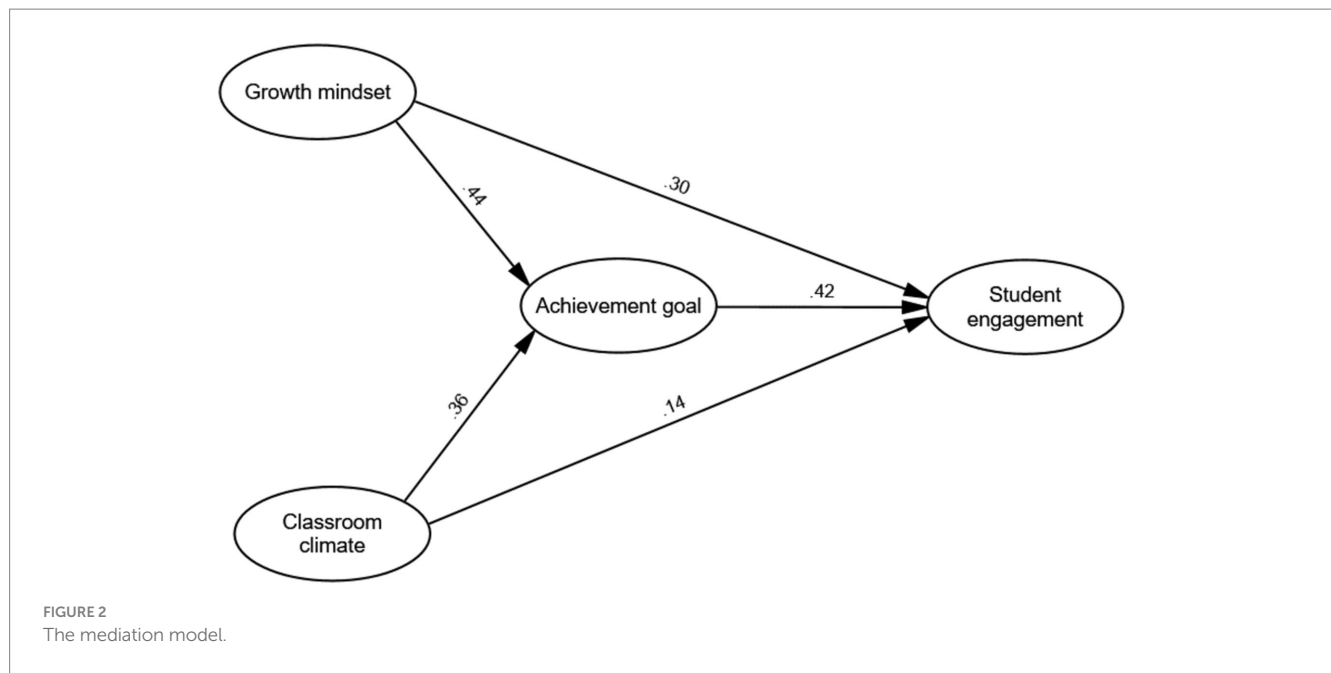 Growth mindset
.30
.44
Achievement goal
.42
Student
engagement
.36
.14
Classroom
climate
FIGURE 2
The mediation model.